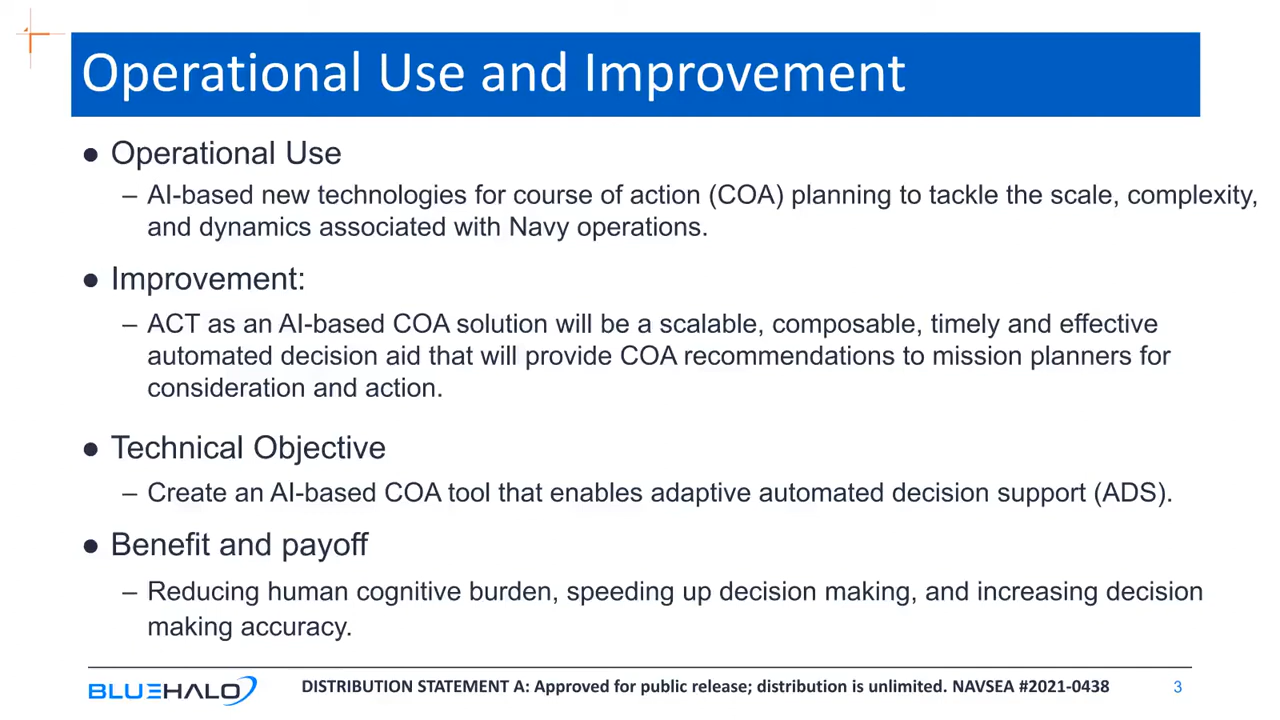 Operational Use and Improvement
● Operational Use
– AI-based new technologies for course of action (COA) planning to tackle the scale, complexity,
and dynamics associated with Navy operations.
● Improvement:
– ACT as an AI-based COA solution will be a scalable, composable, timely and effective
automated decision aid that will provide COA recommendations to mission planners for
consideration and action.
● Technical Objective
– Create an AI-based COA tool that enables adaptive automated decision support (ADS).
● Benefit and payoff
– Reducing human cognitive burden, speeding up decision making, and increasing decision
making accuracy.
BLUEHALO DISTRIBUTION STATEMENT A: Approved for public release; distribution is unlimited. NAVSEA #2021-0438 3